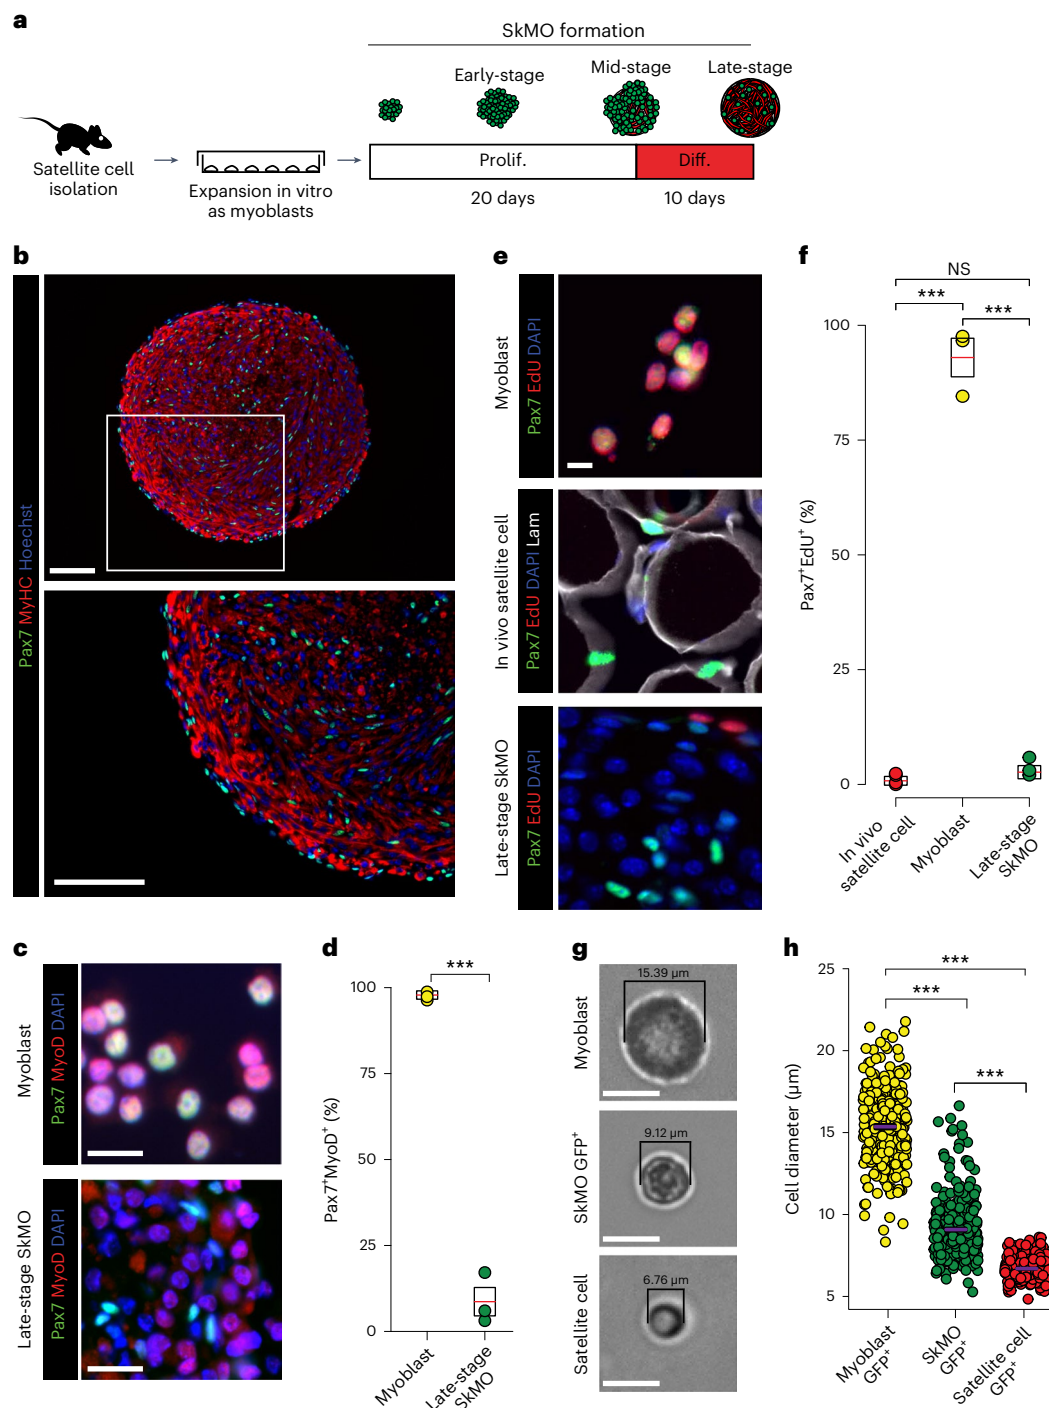 a
SkMO formation
Early-stage
Mid-stage
Late-stage
Satellite cell
isolation
Expansion in vitro
as myoblasts
Prolif.
Diff.
20 days
10 days
b
Pax7 MyHC Hoechst
e
Myoblast
Pax7 EdU DAPI
In vivo satellite cell
Pax7 EdU DAPI Lam
Late-stage SkMO
Pax7 EdU DAPI
f
NS
***
***
Pax7⁺EdU⁺ (%)
100
75
50
25
0
In vivo
satellite cell
Myoblast
Late-stage
SkMO
c
Myoblast
Pax7 MyoD DAPI
Late-stage SkMO
Pax7 MyoD DAPI
d
***
Pax7⁺MyoD⁺ (%)
100
75
50
25
0
Myoblast
Late-stage
SkMO
g
Myoblast
15.39 µm
SkMO GFP⁺
9.12 µm
Satellite cell
6.76 µm
h
***
***
***
Cell diameter (µm)
25
20
15
10
5
Myoblast
GFP⁺
SkMO
GFP⁺
Satellite cell
GFP⁺